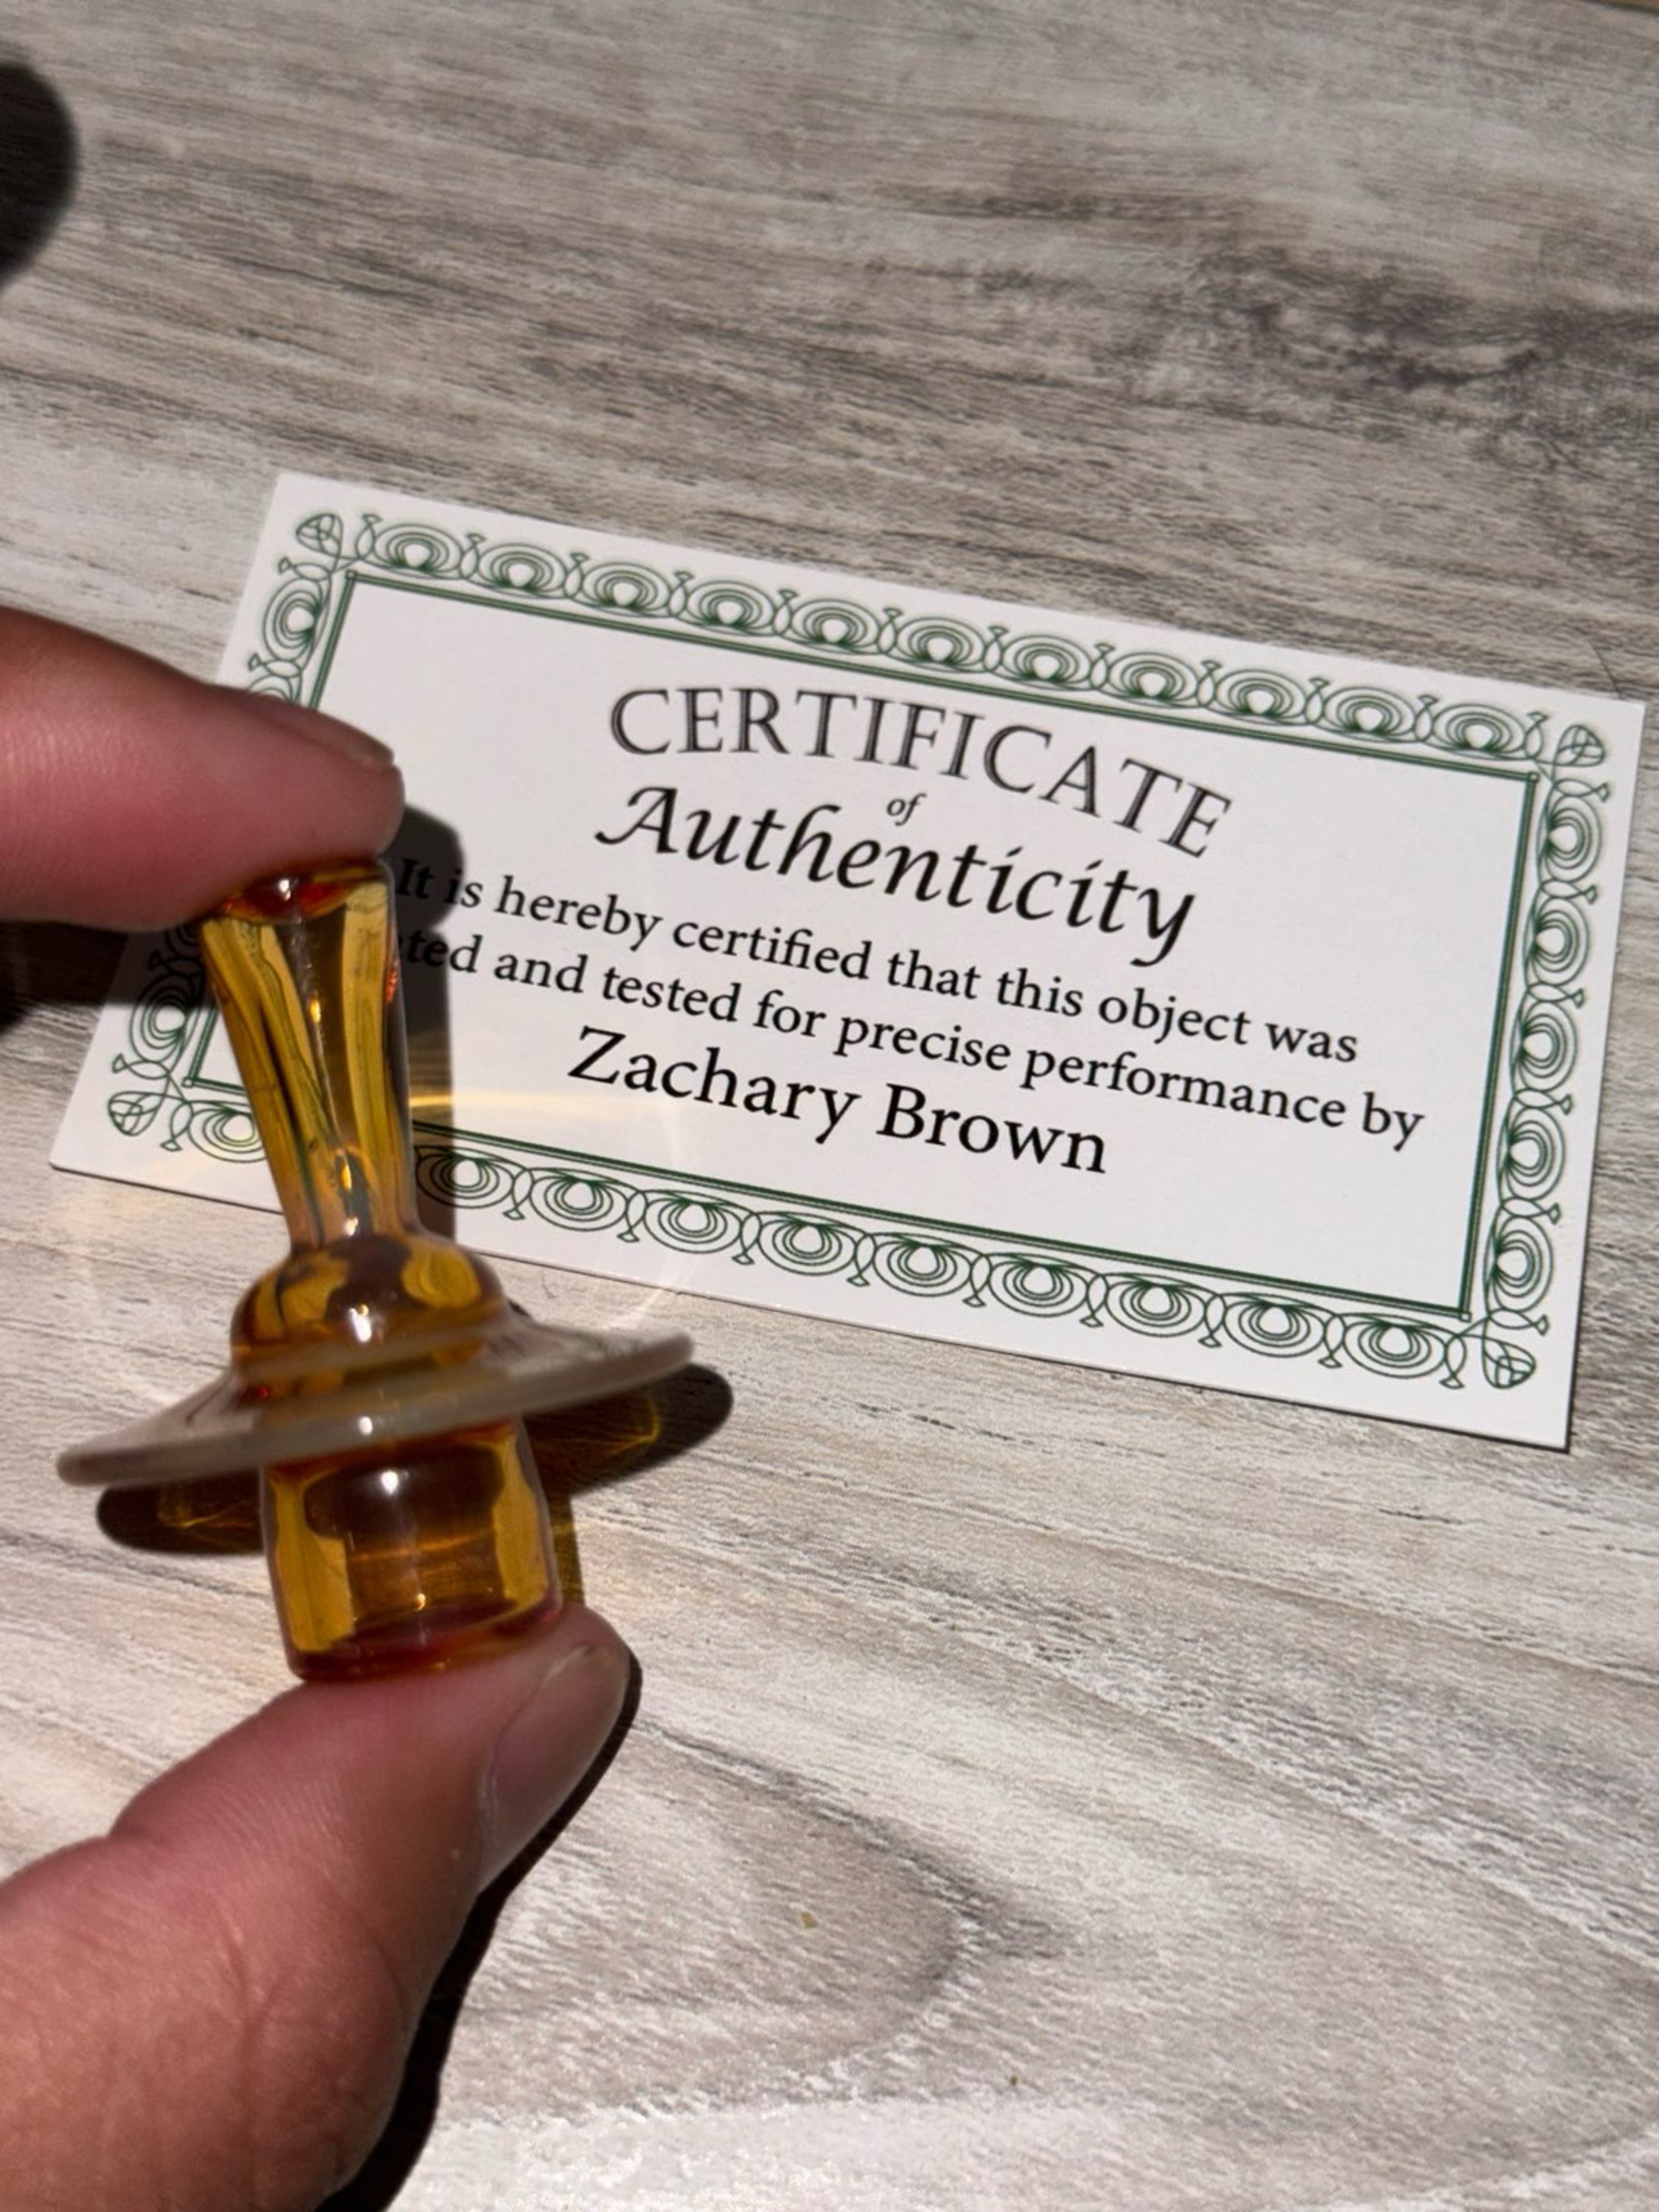 CERTIFICATE
of
Authenticity
It is hereby certified that this object was
and tested for precise performance by
Zachary Brown